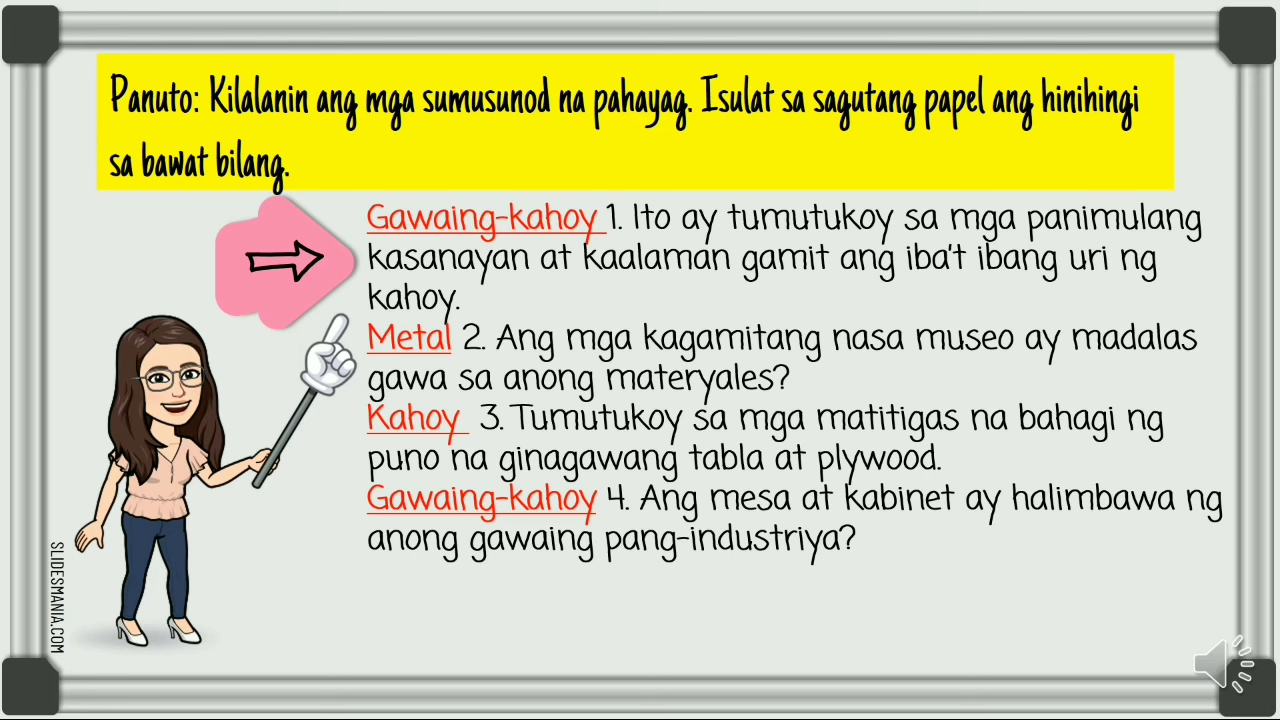 Panuto: Kilalanin ang mga sumusunod na pahayag. Isulat sa sagutang papel ang hinihingi
sa bawat bilang.
Gawaing-kahoy 1. Ito ay tumutukoy sa mga panimulang
kasanayan at kaalaman gamit ang iba't ibang uri ng
kahoy.
Metal 2. Ang mga kagamitang nasa museo ay madalas
gawa sa anong materyales?
Kahoy 3. Tumutukoy sa mga matitigas na bahagi ng
puno na ginagawang tabla at plywood.
Gawaing-kahoy 4. Ang mesa at kabinet ay halimbawa ng
anong gawaing pang-industriya?
SLIDESMANIA.COM